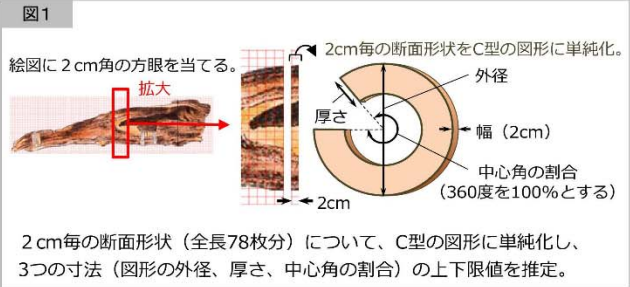 図1
絵図に２cm角の方眼を当てる。
拡大
2cm毎の断面形状をC型の図形に単純化。
外径
厚さ
幅（2cm）
中心角の割合
（360度を100%とする）
2cm
２cm毎の断面形状（全長78枚分）について、C型の図形に単純化し、
3つの寸法（図形の外径、厚さ、中心角の割合）の上下限値を推定。